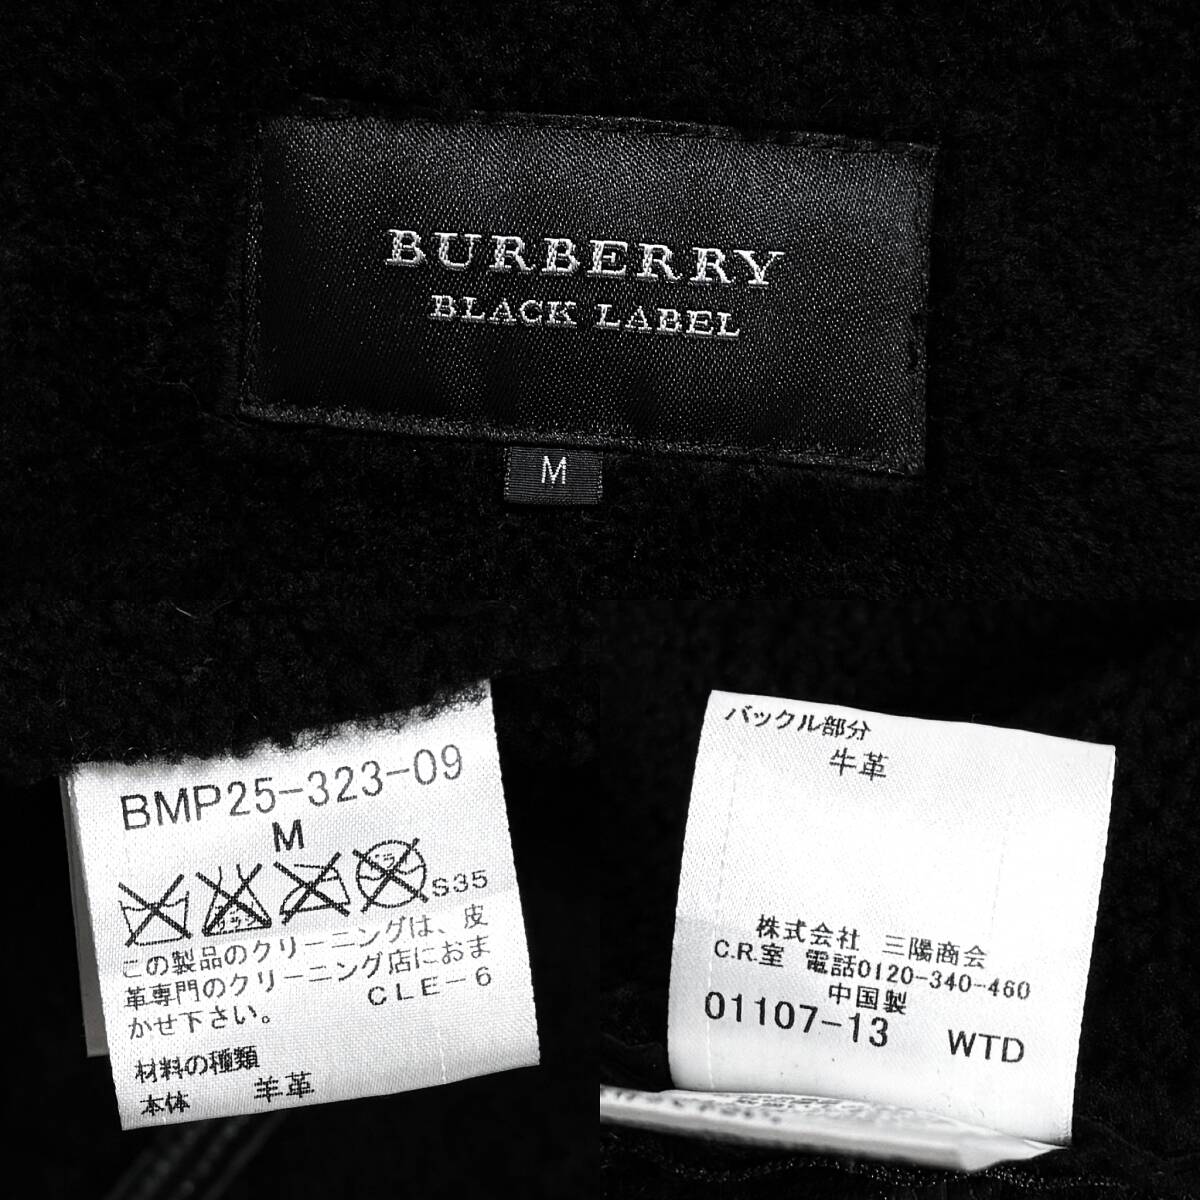 BURBERRY
BLACK LABEL
M
BMP25-323-09
M
S35
この製品のクリーニングは、皮
革専門のクリーニング店におま
かせ下さい。 CLE-6
材料の種類
本体 羊革
バックル部分
牛革
株式会社 三陽商会
C.R.室 電話0120-340-460
中国製
01107-13 WTD